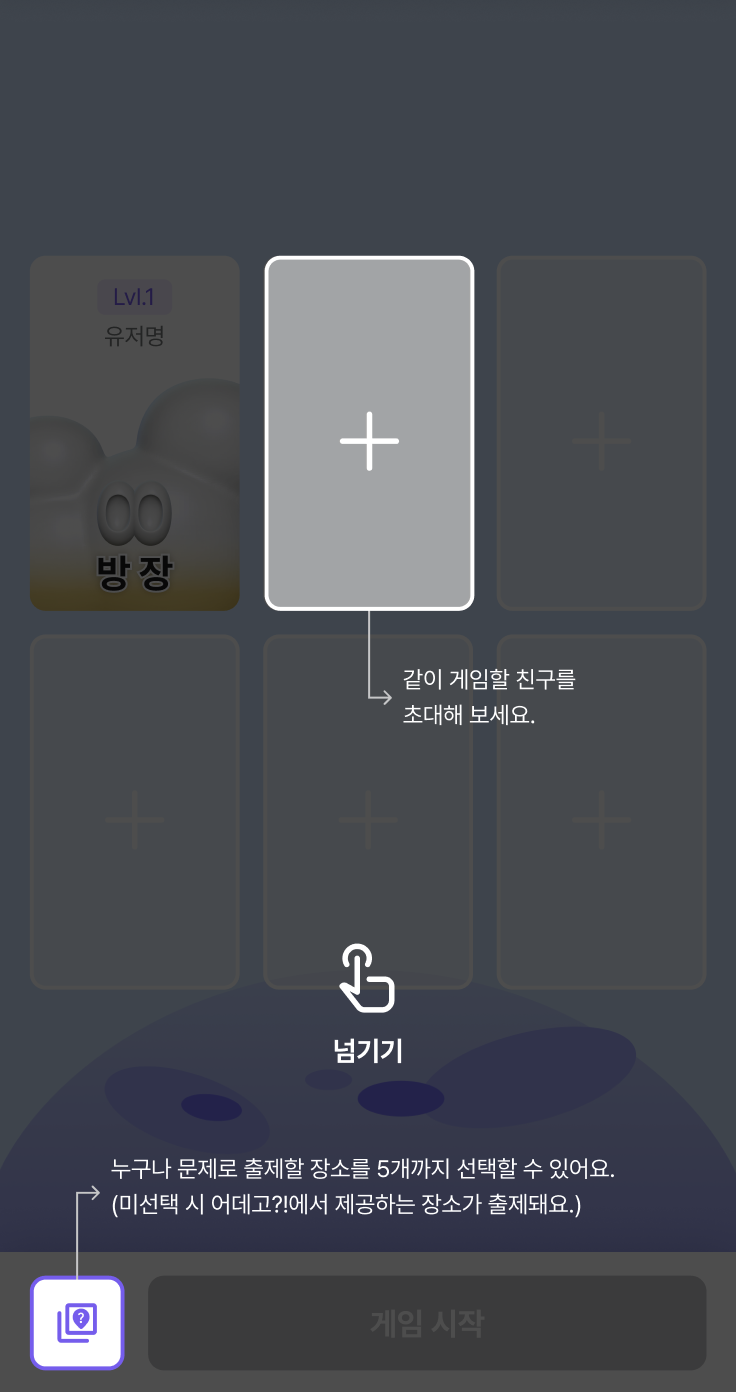 Lvl.1
유저명
방 장
같이 게임할 친구를
초대해 보세요.
넘기기
누구나 문제로 출제할 장소를 5개까지 선택할 수 있어요.
(미선택 시 어데고?!에서 제공하는 장소가 출제돼요.)
?
게임 시작